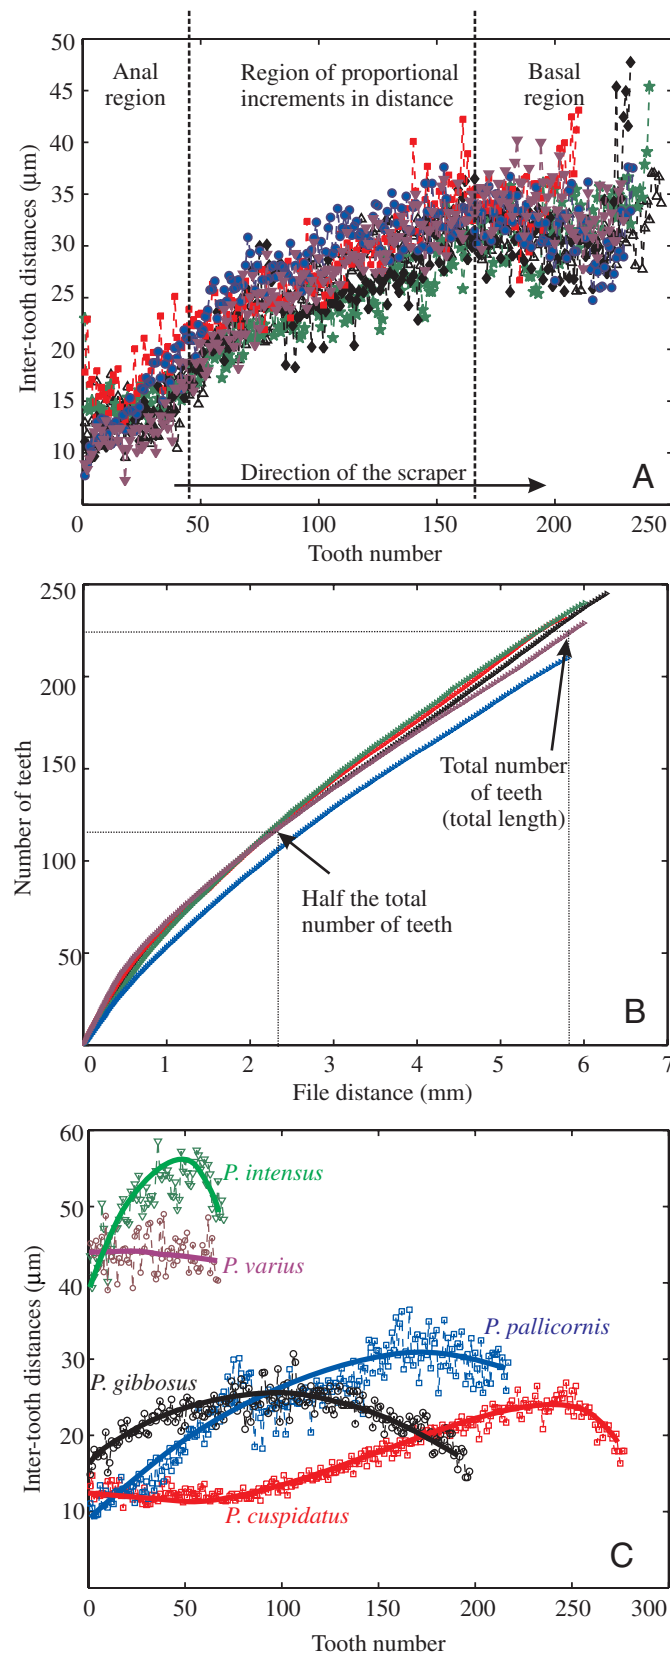 50
45
40
35
30
25
20
15
10
Inter-tooth distances (µm)
Anal
region
Region of proportional
increments in distance
Basal
region
Direction of the scraper
A
0 50 100 150 200 250
Tooth number
250
200
150
100
50
Number of teeth
Total number
of teeth
(total length)
Half the total
number of teeth
B
0 1 2 3 4 5 6 7
File distance (mm)
60
50
40
30
20
10
Inter-tooth distances (µm)
P. intensus
P. varius
P. pallicornis
P. gibbosus
P. cuspidatus
C
0 50 100 150 200 250 300
Tooth number